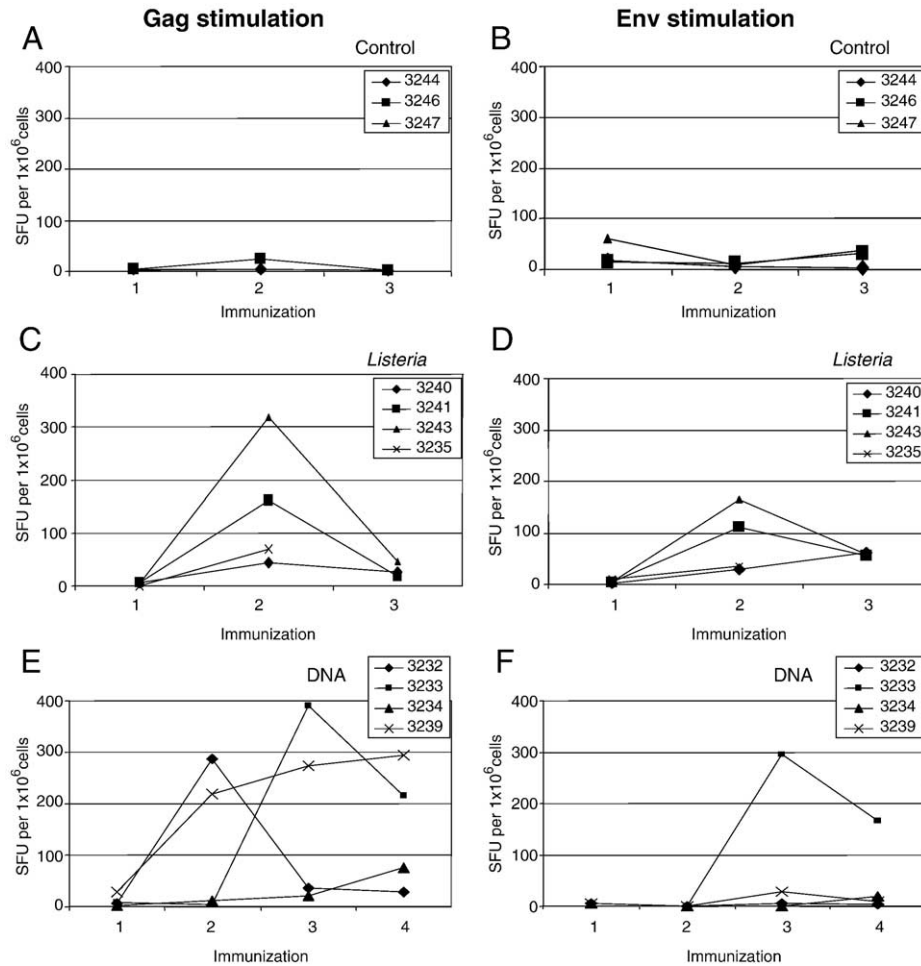 Gag stimulation
Env stimulation
A
Control
400
300
200
100
0
SFU per 1x10⁶cells
3244
3246
3247
1 2 3
Immunization
B
Control
400
300
200
100
0
SFU per 1x10⁶cells
3244
3246
3247
1 2 3
Immunization
C
Listeria
400
300
200
100
0
SFU per 1x10⁶cells
3240
3241
3243
3235
1 2 3
Immunization
D
Listeria
400
300
200
100
0
SFU per 1x10⁶cells
3240
3241
3243
3235
1 2 3
Immunization
E
DNA
400
300
200
100
0
SFU per 1x10⁶cells
3232
3233
3234
3239
1 2 3 4
Immunization
F
DNA
400
300
200
100
0
SFU per 1x10⁶cells
3232
3233
3234
3239
1 2 3 4
Immunization